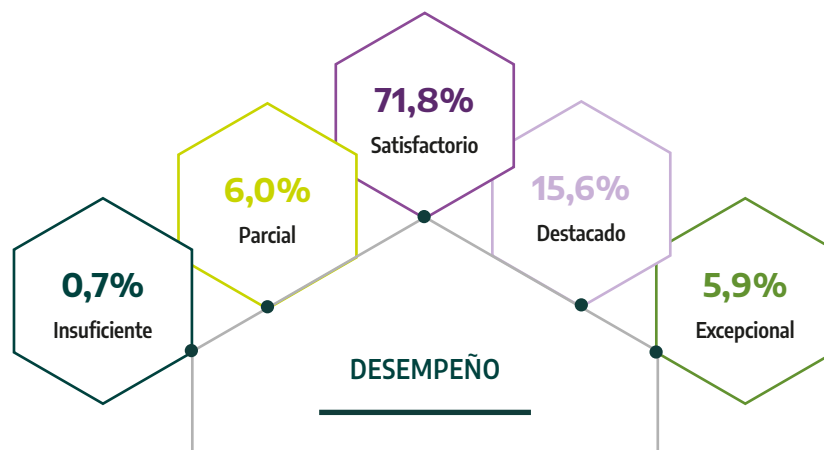 71,8%
Satisfactorio
6,0%
Parcial
15,6%
Destacado
0,7%
Insuficiente
5,9%
Excepcional
DESEMPEÑO